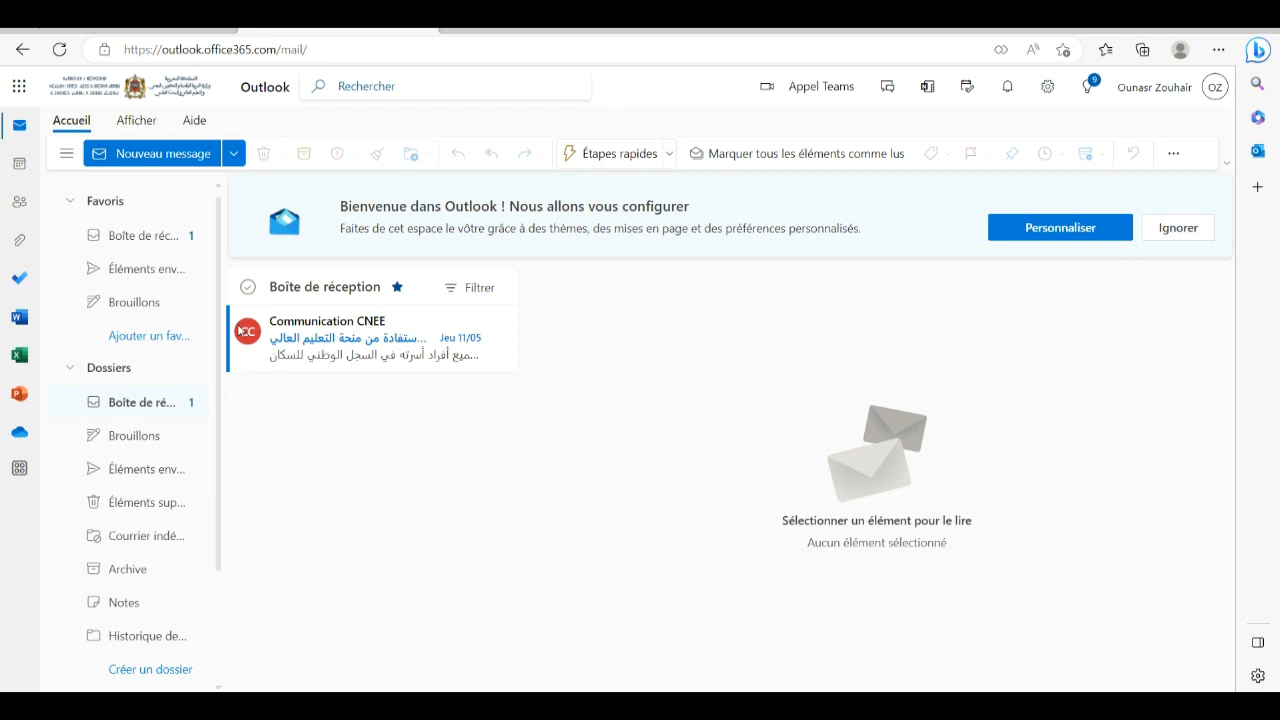 https://outlook.office365.com/mail/
Outlook
Rechercher
Appel Teams
9
Ounasr Zouhair
OZ
Accueil
Afficher
Aide
Nouveau message
Étapes rapides
Marquer tous les éléments comme lus
Favoris
Boîte de réc... 1
Éléments env...
Brouillons
Ajouter un fav...
Dossiers
Boîte de ré... 1
Brouillons
Éléments env...
Éléments sup...
Courrier indé...
Archive
Notes
Historique de...
Créer un dossier
Bienvenue dans Outlook ! Nous allons vous configurer
Faites de cet espace le vôtre grâce à des thèmes, des mises en page et des préférences personnalisés.
Personnaliser
Ignorer
Boîte de réception
Filtrer
CC
Communication CNEE
...ستفادة من منحة التعليم العالي
Jeu 11/05
...ميع أفراد أسرته في السجل الوطني للسكان
Sélectionner un élément pour le lire
Aucun élément sélectionné